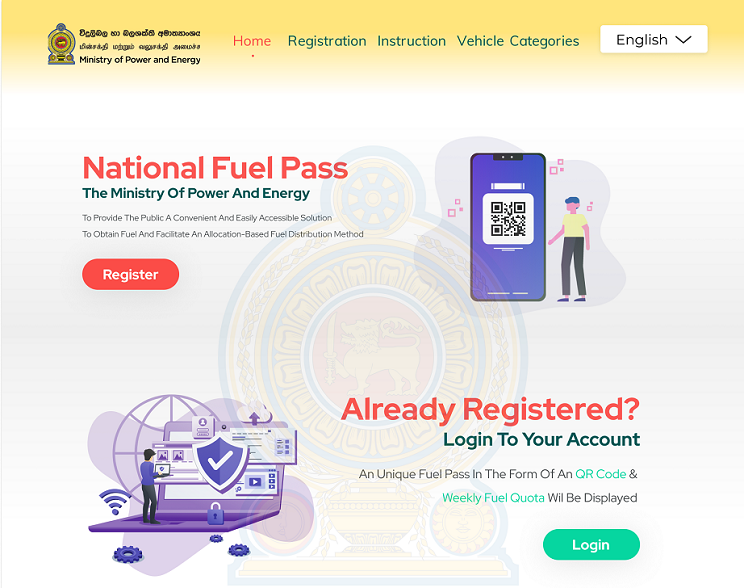 විදුලිබල හා බලශක්ති අමාත්‍යාංශය
மின்சக்தி மற்றும் வலுசக்தி அமைச்சு
Ministry of Power and Energy
Home Registration Instruction Vehicle Categories English
National Fuel Pass
The Ministry Of Power And Energy
To Provide The Public A Convenient And Easily Accessible Solution
To Obtain Fuel And Facilitate An Allocation-Based Fuel Distribution Method
Register
Already Registered?
Login To Your Account
An Unique Fuel Pass In The Form Of An QR Code &
Weekly Fuel Quota Wil Be Displayed
Login